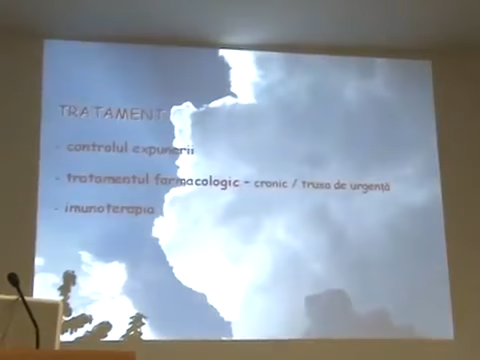 TRATAMENT
- controlul expunerii
- tratamentul farmacologic - cronic / trusa de urgență
- imunoterapia